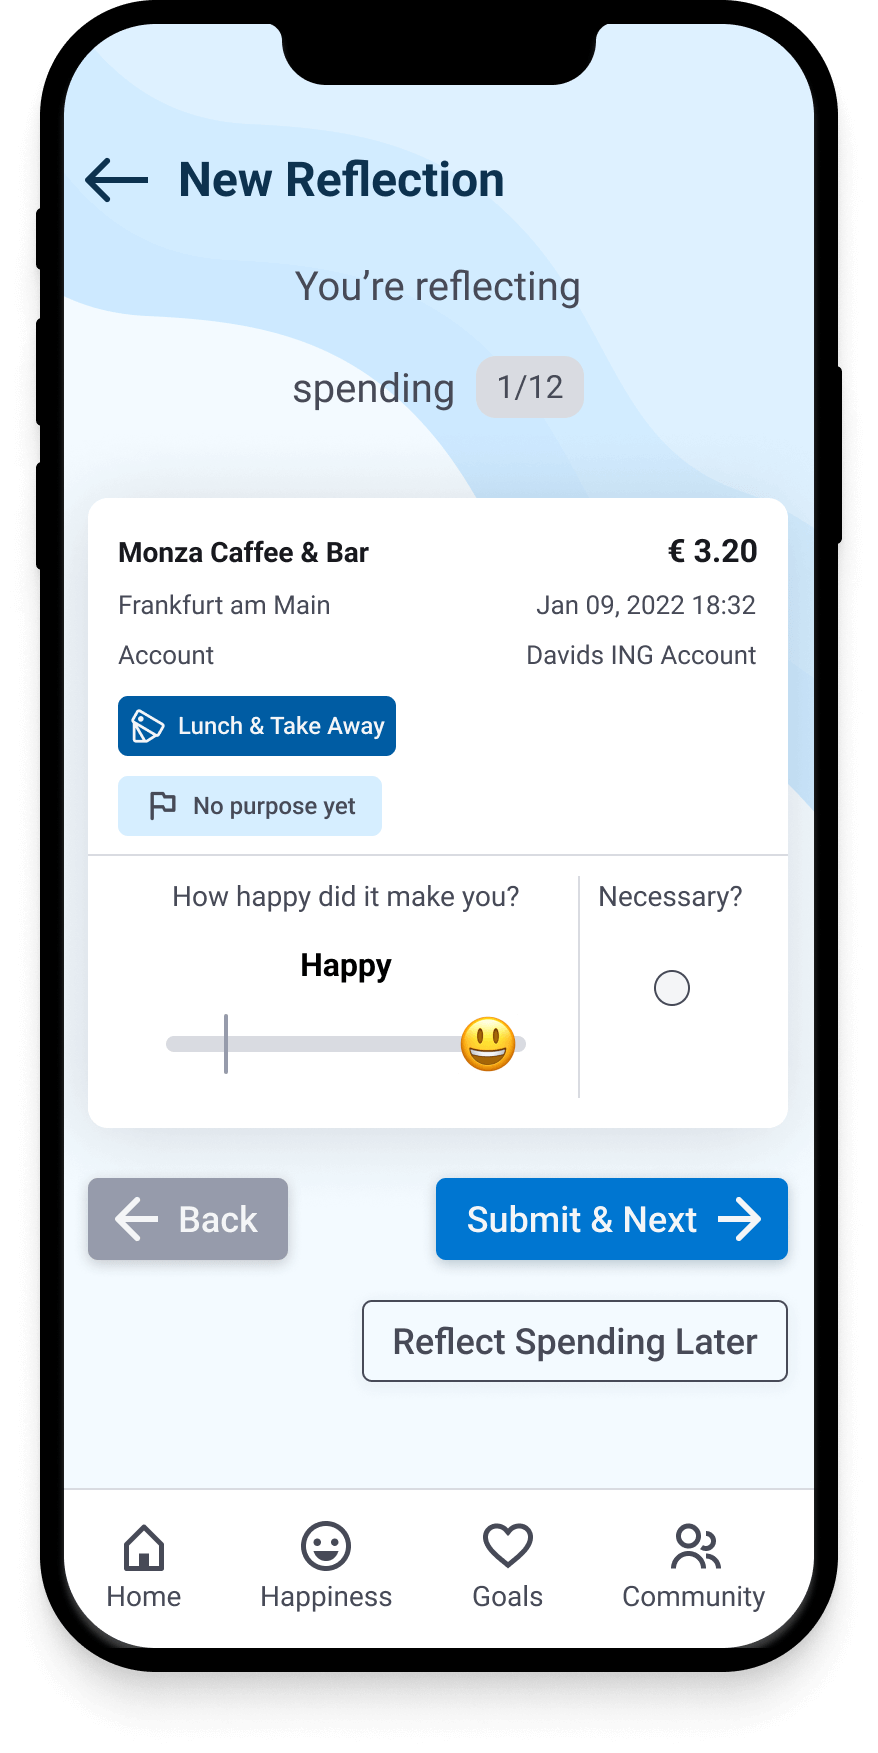 New Reflection
You’re reflecting
spending 1/12
Monza Caffee & Bar € 3.20
Frankfurt am Main Jan 09, 2022 18:32
Account Davids ING Account
Lunch & Take Away
No purpose yet
How happy did it make you? Necessary?
Happy
Back Submit & Next
Reflect Spending Later
Home Happiness Goals Community